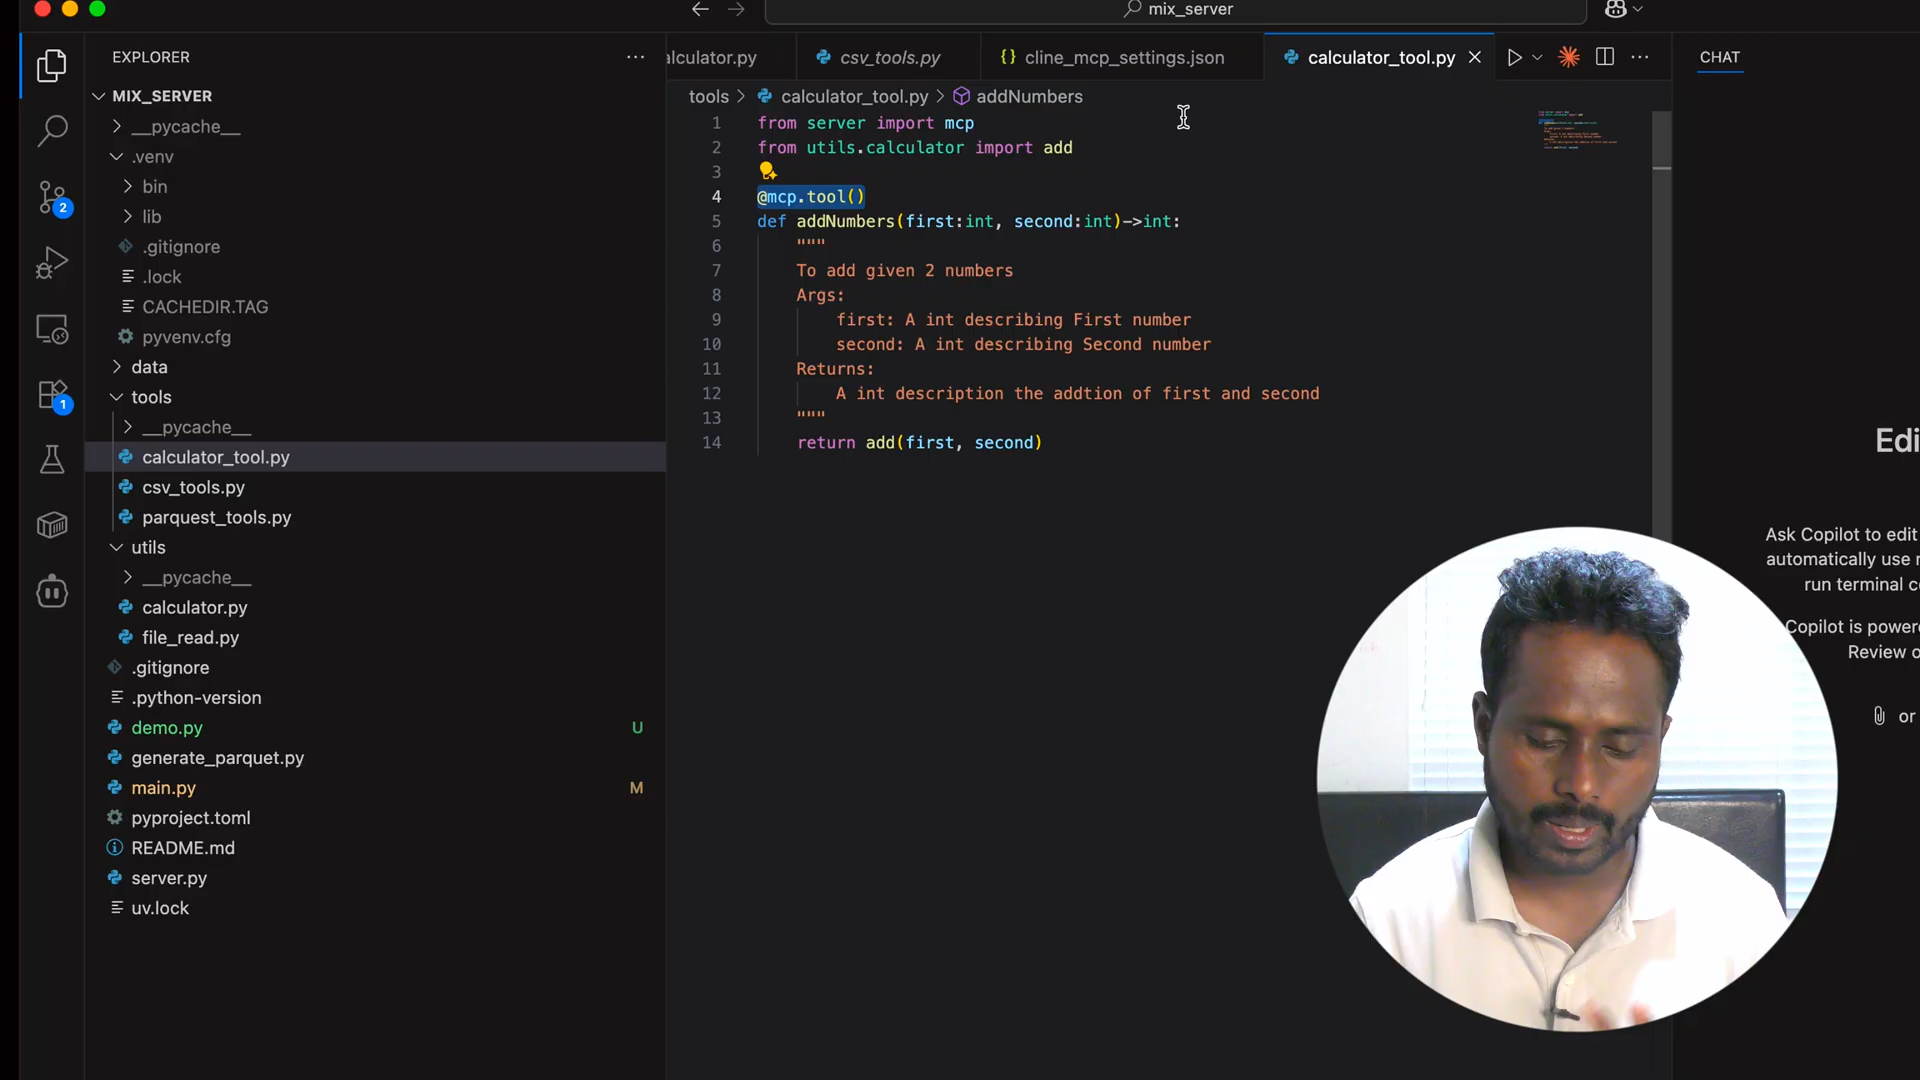 mix_server
EXPLORER
MIX_SERVER
__pycache__
.venv
bin
lib
.gitignore
.lock
CACHEDIR.TAG
pyvenv.cfg
data
tools
__pycache__
calculator_tool.py
csv_tools.py
parquest_tools.py
utils
__pycache__
calculator.py
file_read.py
.gitignore
.python-version
demo.py U
generate_parquet.py
main.py M
pyproject.toml
README.md
server.py
uv.lock
2
1
alculator.py csv_tools.py {} cline_mcp_settings.json calculator_tool.py
tools > calculator_tool.py > addNumbers
1 from server import mcp
2 from utils.calculator import add
3
4 @mcp.tool()
5 def addNumbers(first:int, second:int)->int:
6 """
7 To add given 2 numbers
8 Args:
9 first: A int describing First number
10 second: A int describing Second number
11 Returns:
12 A int description the addtion of first and second
13 """
14 return add(first, second)
CHAT
Edi
Ask Copilot to edit
automatically use
run terminal c
Copilot is powere
Review o
or